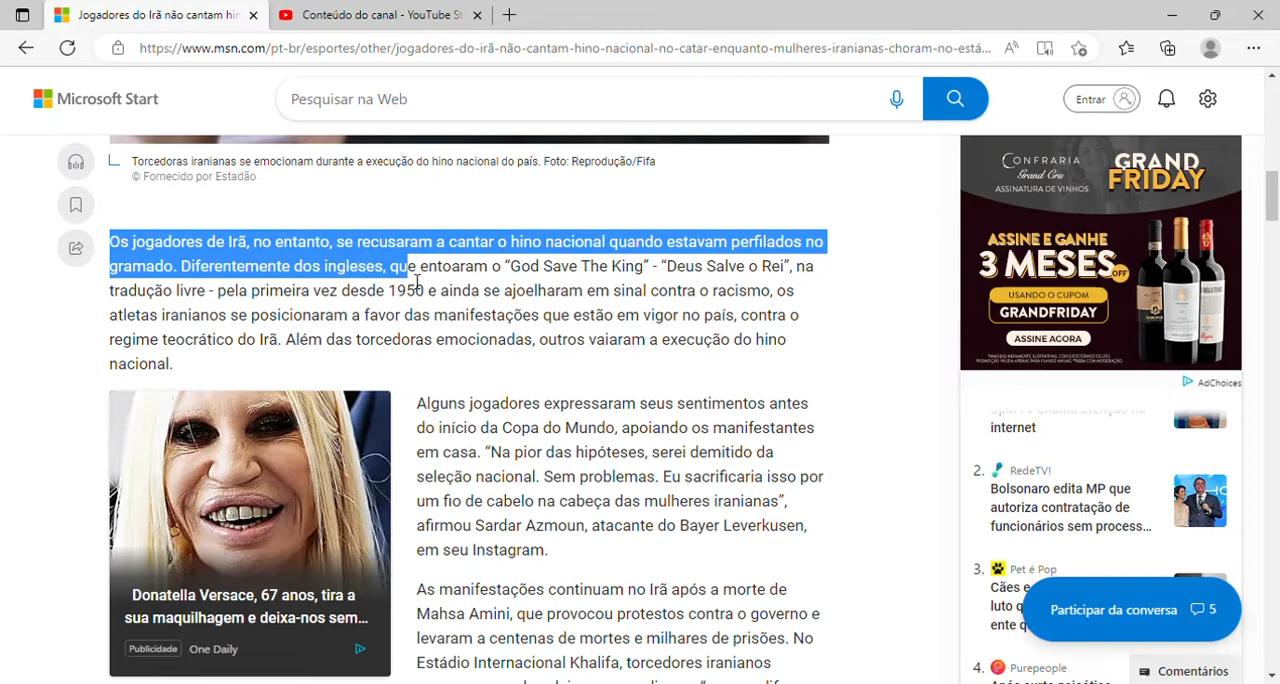 Jogadores do Irã não cantam hin
Conteúdo do canal - YouTube St
https://www.msn.com/pt-br/esportes/other/jogadores-do-irã-não-cantam-hino-nacional-no-catar-enquanto-mulheres-iranianas-choram-no-está...
Microsoft Start
Pesquisar na Web
Entrar
Torcedoras iranianas se emocionam durante a execução do hino nacional do país. Foto: Reprodução/Fifa
© Fornecido por Estadão
Os jogadores de Irã, no entanto, se recusaram a cantar o hino nacional quando estavam perfilados no
gramado. Diferentemente dos ingleses, que entoaram o “God Save The King” - “Deus Salve o Rei”, na
tradução livre - pela primeira vez desde 1950 e ainda se ajoelharam em sinal contra o racismo, os
atletas iranianos se posicionaram a favor das manifestações que estão em vigor no país, contra o
regime teocrático do Irã. Além das torcedoras emocionadas, outros vaiaram a execução do hino
nacional.
Donatella Versace, 67 anos, tira a
sua maquilhagem e deixa-nos sem...
Publicidade
One Daily
Alguns jogadores expressaram seus sentimentos antes
do início da Copa do Mundo, apoiando os manifestantes
em casa. “Na pior das hipóteses, serei demitido da
seleção nacional. Sem problemas. Eu sacrificaria isso por
um fio de cabelo na cabeça das mulheres iranianas”,
afirmou Sardar Azmoun, atacante do Bayer Leverkusen,
em seu Instagram.
As manifestações continuam no Irã após a morte de
Mahsa Amini, que provocou protestos contra o governo e
levaram a centenas de mortes e milhares de prisões. No
Estádio Internacional Khalifa, torcedores iranianos
CONFRARIA
Grand Cru
ASSINATURA DE VINHOS
GRAND
FRIDAY
ASSINE E GANHE
3 MESES
OFF
USANDO O CUPOM
GRANDFRIDAY
ASSINE AGORA
AdChoices
SporTV chama atenção na
internet
2.
RedeTV!
Bolsonaro edita MP que
autoriza contratação de
funcionários sem process...
3.
Pet é Pop
Cães e
luto q
ente q
Participar da conversa 5
4.
Purepeople
Após surto psicótico
Comentários